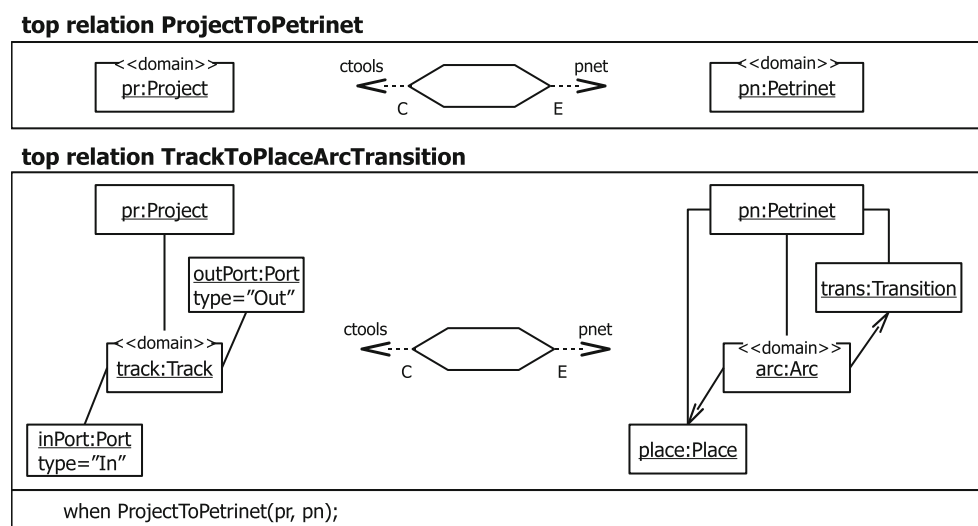 top relation ProjectToPetrinet
<<domain>>
pr:Project
ctools
pnet
C
E
<<domain>>
pn:Petrinet
top relation TrackToPlaceArcTransition
pr:Project
outPort:Port
type=”Out”
<<domain>>
track:Track
inPort:Port
type=”In”
ctools
pnet
C
E
pn:Petrinet
trans:Transition
<<domain>>
arc:Arc
place:Place
when ProjectToPetrinet(pr, pn);